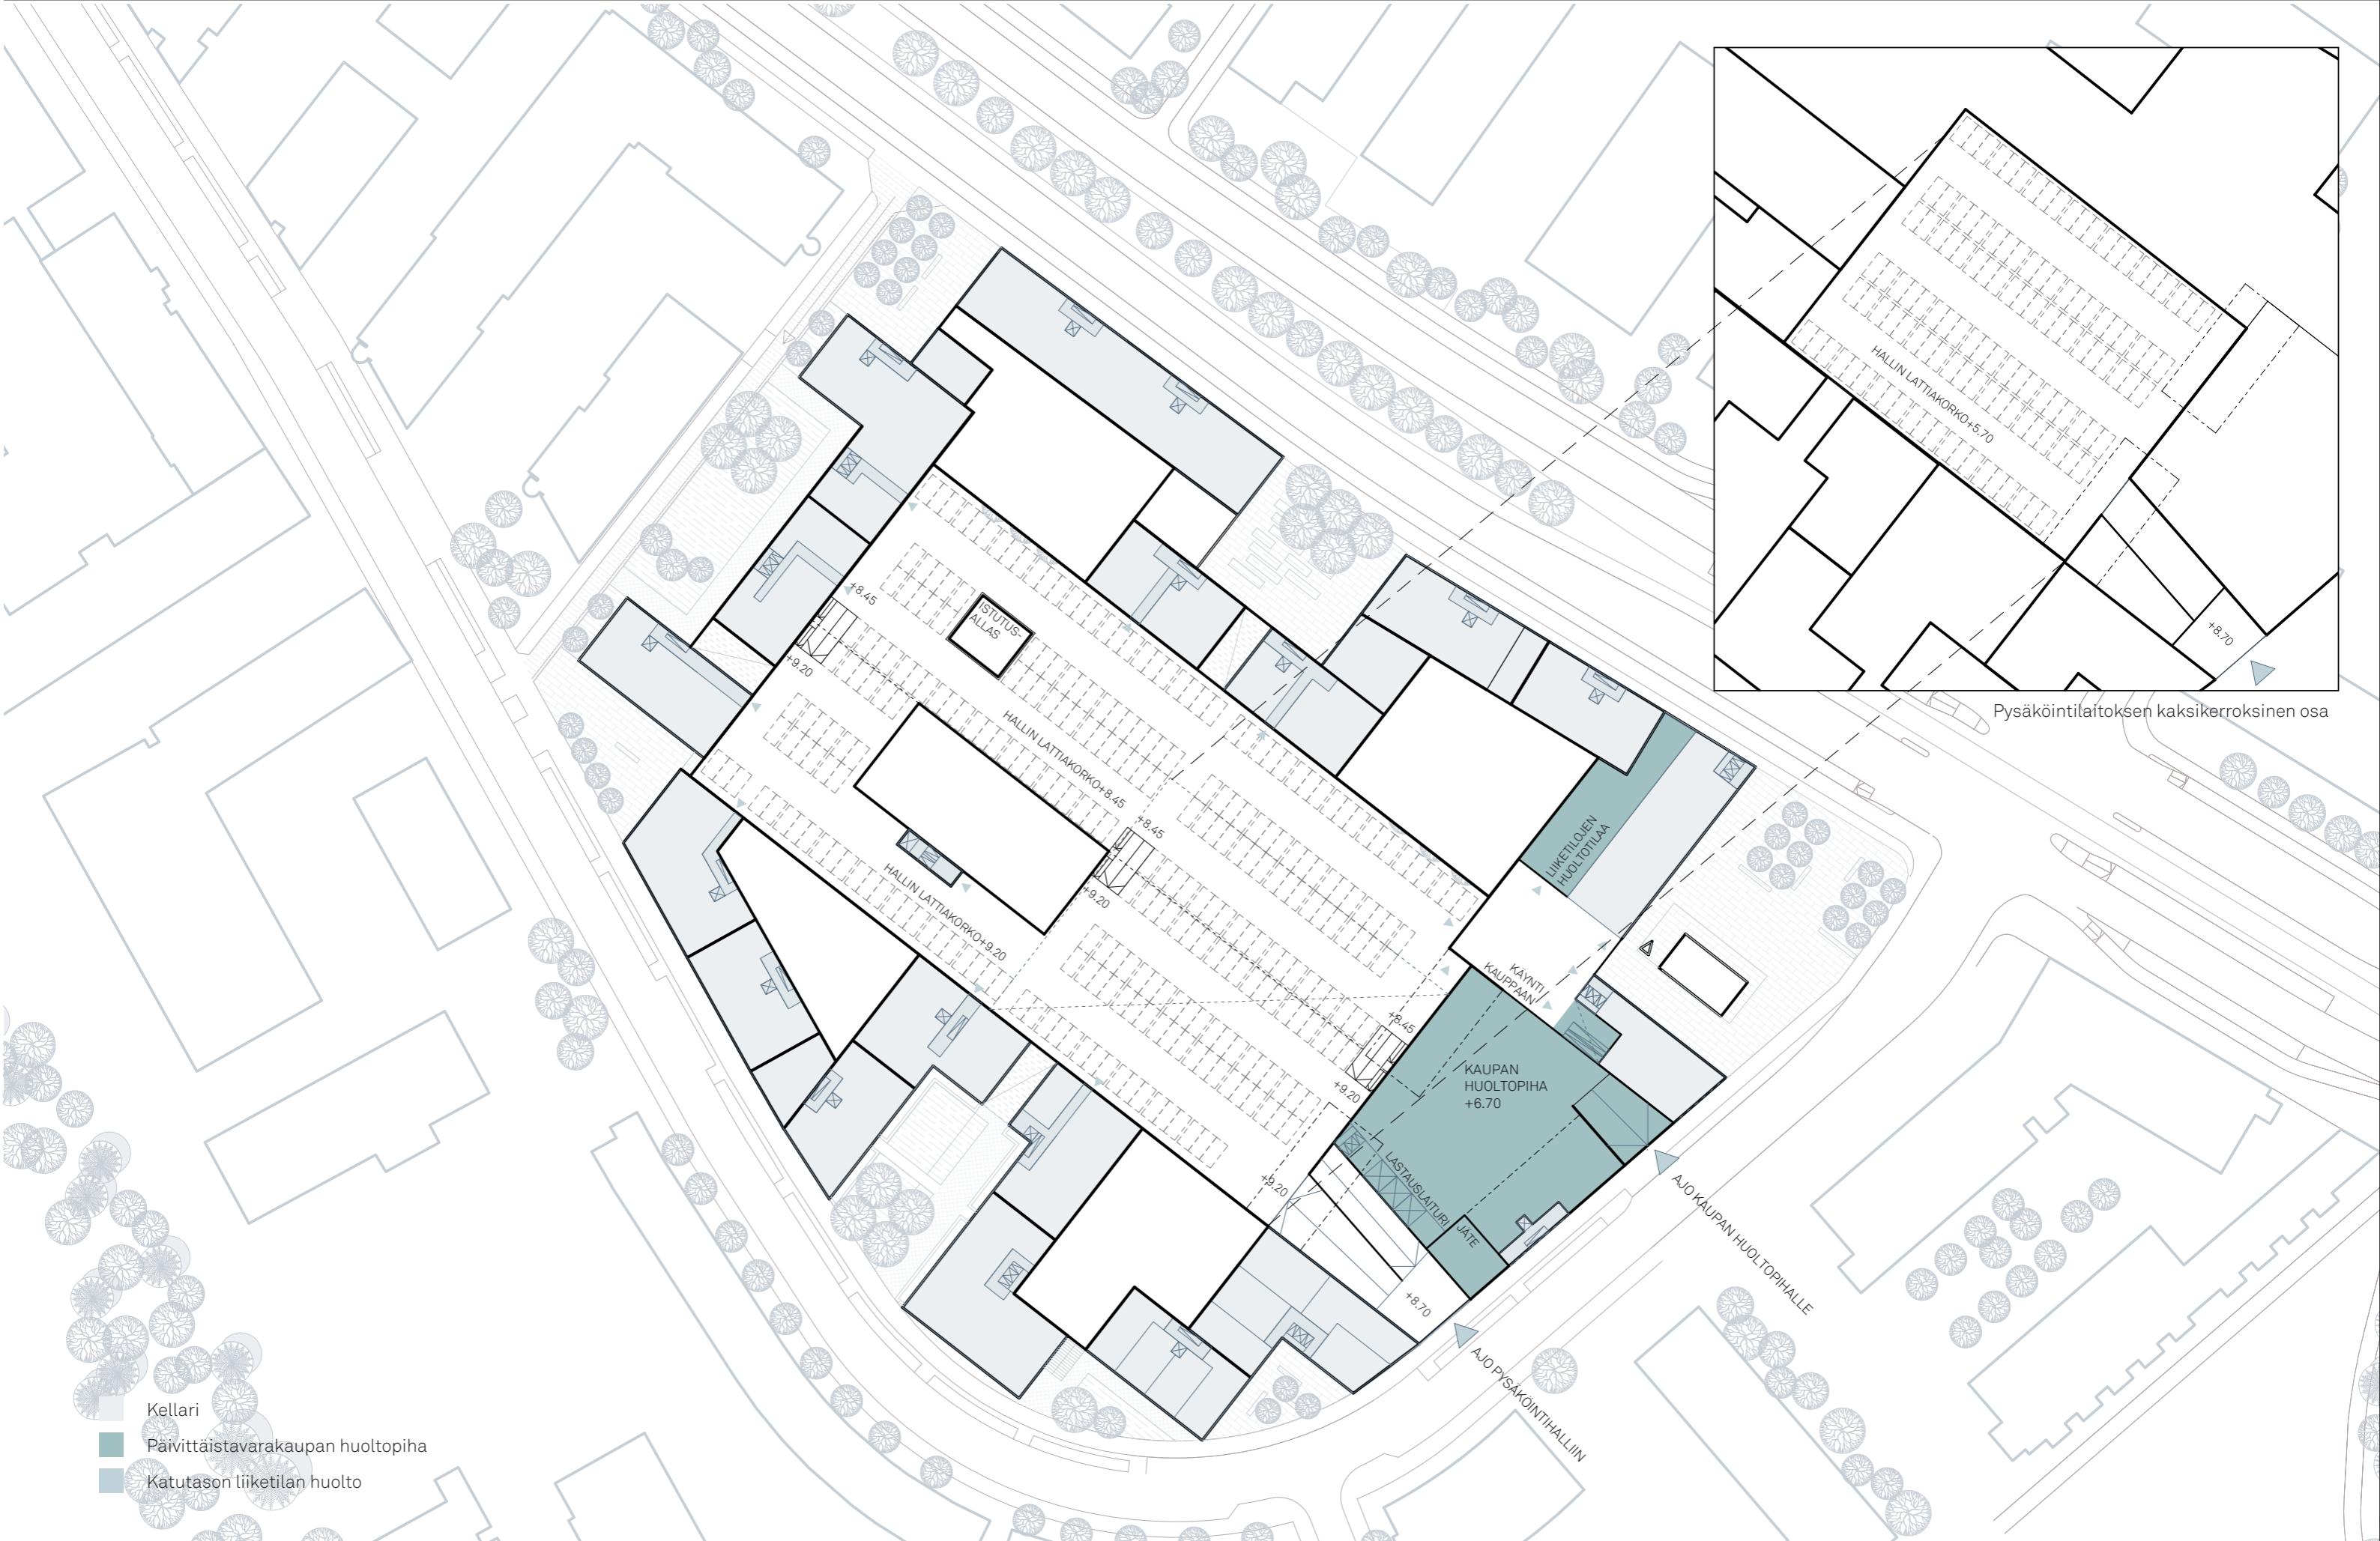 HALLIN LATTIAKORKO+5.70
+8.70
Pysäköintilaitoksen kaksikerroksinen osa
+8.45
ISTUTUS-
ALLAS
+9.20
HALLIN LATTIAKORKO+8.45
+8.45
+9.20
HALLIN LATTIAKORKO+9.20
LIIKETILOJEN
HUOLTOTILAA
KÄYNTI
KAUPPAAN
+8.45
+9.20
KAUPAN
HUOLTOPIHA
+6.70
LASTAUSLAITURI
JÄTE
+9.20
+8.70
AJO KAUPAN HUOLTOPIHALLE
AJO PYSÄKÖINTIHALLIIN
Kellari
Päivittäistavarakaupan huoltopiha
Katutason liiketilan huolto